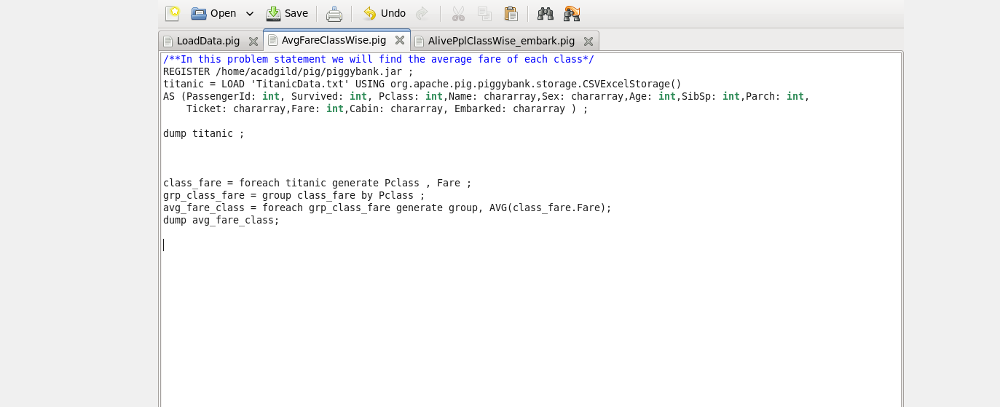 Open Save Undo
LoadData.pig AvgFareClassWise.pig AlivePplClassWise_embark.pig
/**In this problem statement we will find the average fare of each class*/
REGISTER /home/acadgild/pig/piggybank.jar ;
titanic = LOAD 'TitanicData.txt' USING org.apache.pig.piggybank.storage.CSVExcelStorage()
AS (PassengerId: int, Survived: int, Pclass: int,Name: chararray,Sex: chararray,Age: int,SibSp: int,Parch: int,
    Ticket: chararray,Fare: int,Cabin: chararray, Embarked: chararray ) ;
dump titanic ;
class_fare = foreach titanic generate Pclass , Fare ;
grp_class_fare = group class_fare by Pclass ;
avg_fare_class = foreach grp_class_fare generate group, AVG(class_fare.Fare);
dump avg_fare_class;